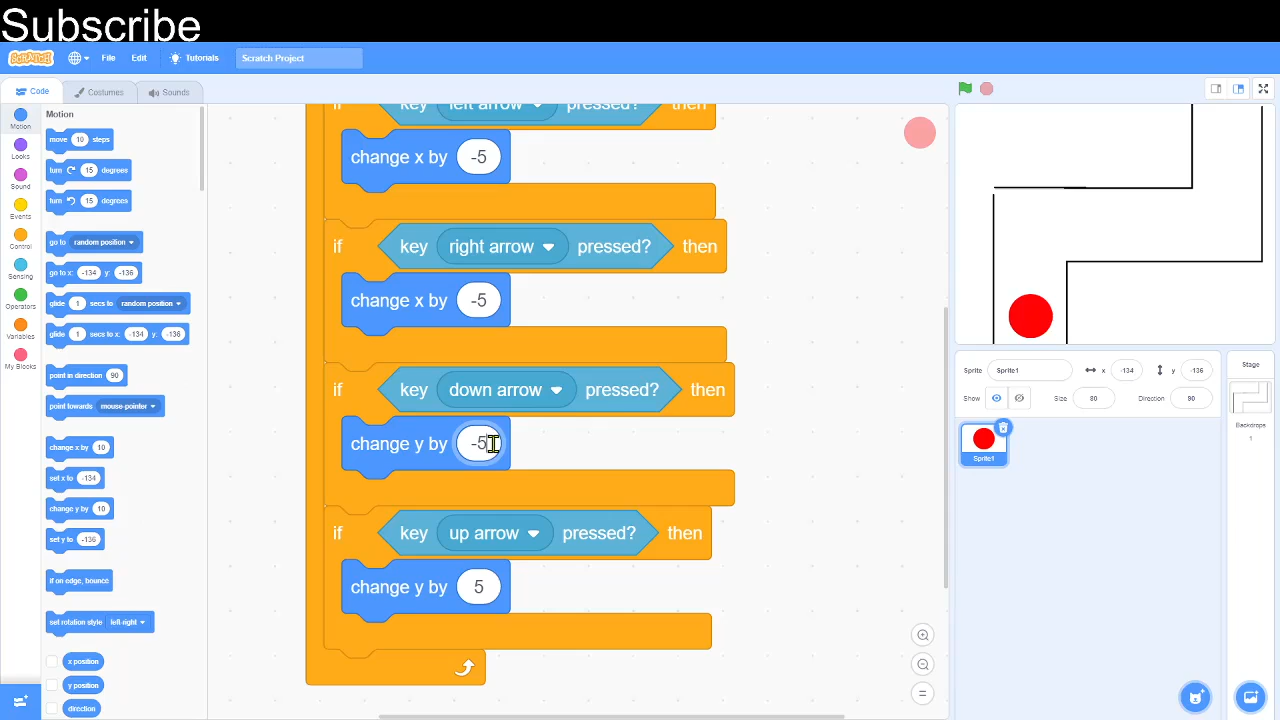 Subscribe
SCRATCH
File
Edit
Tutorials
Scratch Project
Code
Costumes
Sounds
Motion
Looks
Sound
Events
Control
Sensing
Operators
Variables
My Blocks
Motion
move 10 steps
turn 15 degrees
turn 15 degrees
go to random position
go to x: -134 y: -136
glide 1 secs to random position
glide 1 secs to x: -134 y: -136
point in direction 90
point towards mouse-pointer
change x by 10
set x to -134
change y by 10
set y to -136
if on edge, bounce
set rotation style left-right
x position
y position
direction
if key left arrow pressed? then
change x by -5
if key right arrow pressed? then
change x by -5
if key down arrow pressed? then
change y by -5
if key up arrow pressed? then
change y by 5
Sprite Sprite1 x -134 y -136
Show Size 80 Direction 90
Sprite1
Stage
Backdrops
1